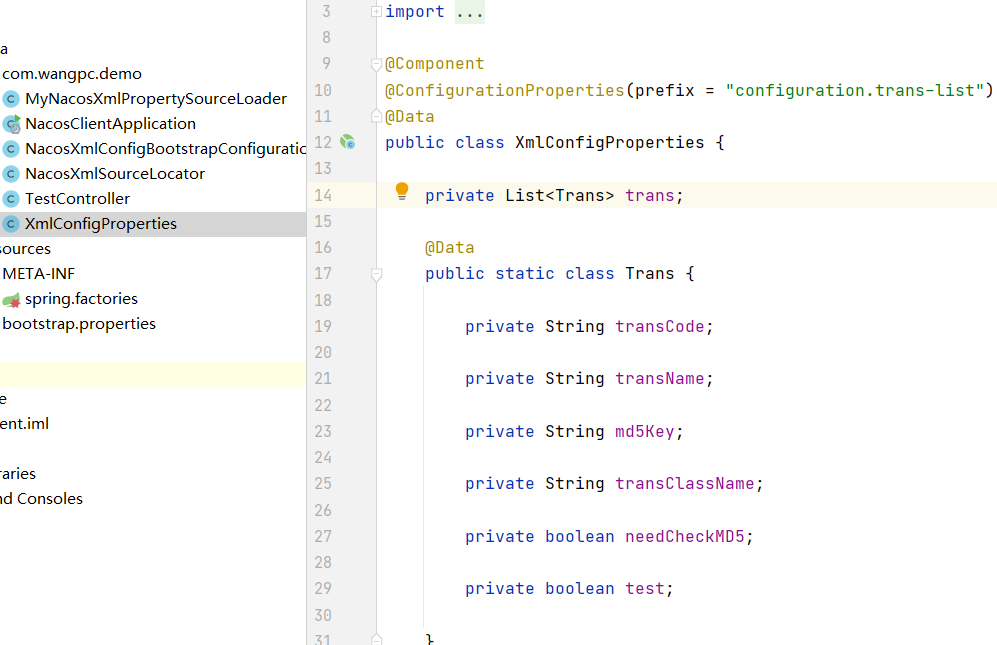 a
com.wangpc.demo
MyNacosXmlPropertySourceLoader
NacosClientApplication
NacosXmlConfigBootstrapConfiguratio
NacosXmlSourceLocator
TestController
XmlConfigProperties
sources
META-INF
spring.factories
bootstrap.properties
e
ent.iml
raries
nd Consoles
3 import ...
8
9 @Component
10 @ConfigurationProperties(prefix = "configuration.trans-list")
11 @Data
12 public class XmlConfigProperties {
13
14 private List<Trans> trans;
15
16 @Data
17 public static class Trans {
18
19 private String transCode;
20
21 private String transName;
22
23 private String md5Key;
24
25 private String transClassName;
26
27 private boolean needCheckMD5;
28
29 private boolean test;
30
31 }